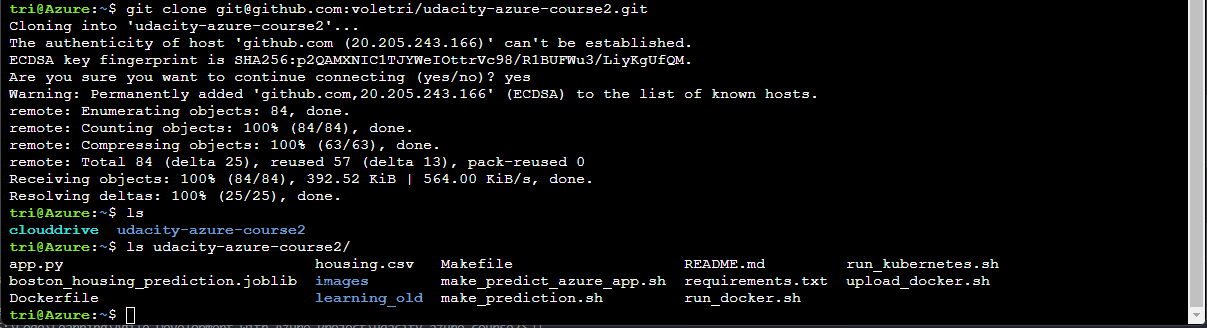 tri@Azure:~$ git clone git@github.com:voletri/udacity-azure-course2.git
Cloning into 'udacity-azure-course2'...
The authenticity of host 'github.com (20.205.243.166)' can't be established.
ECDSA key fingerprint is SHA256:p2QAMXNIC1TJYWeIOttrVc98/R1BUFWu3/LiyKgUfQM.
Are you sure you want to continue connecting (yes/no)? yes
Warning: Permanently added 'github.com,20.205.243.166' (ECDSA) to the list of known hosts.
remote: Enumerating objects: 84, done.
remote: Counting objects: 100% (84/84), done.
remote: Compressing objects: 100% (63/63), done.
remote: Total 84 (delta 25), reused 57 (delta 13), pack-reused 0
Receiving objects: 100% (84/84), 392.52 KiB | 564.00 KiB/s, done.
Resolving deltas: 100% (25/25), done.
tri@Azure:~$ ls
clouddrive  udacity-azure-course2
tri@Azure:~$ ls udacity-azure-course2/
app.py                           housing.csv   Makefile                   README.md         run_kubernetes.sh
boston_housing_prediction.joblib  images        make_predict_azure_app.sh  requirements.txt  upload_docker.sh
Dockerfile                       learning_old  make_prediction.sh         run_docker.sh
tri@Azure:~$